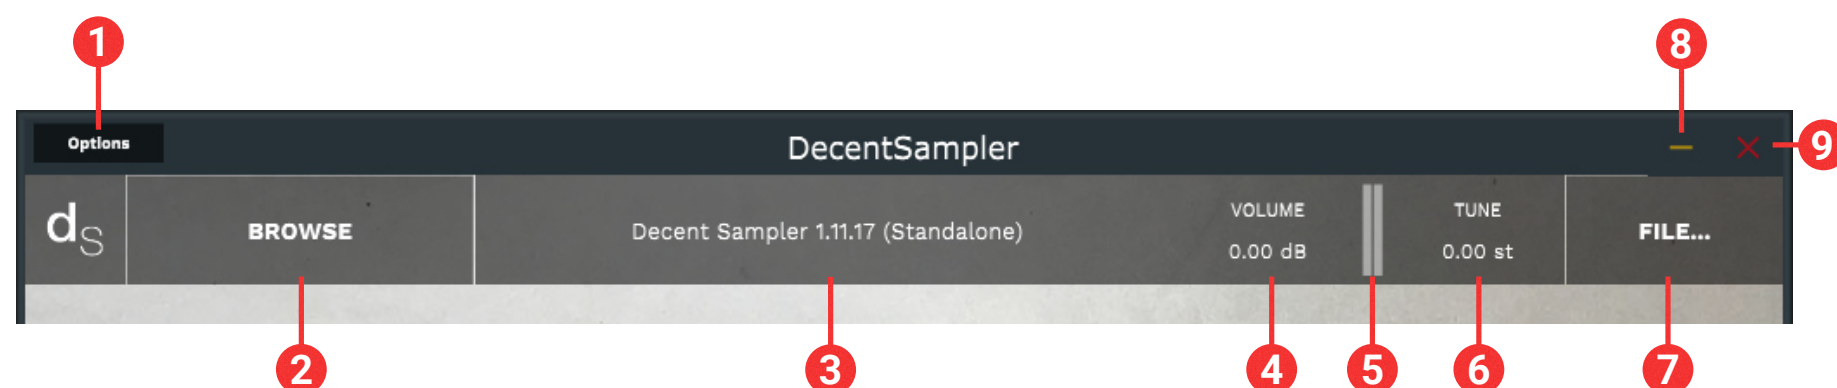 1
8
Options
DecentSampler
9
dS
BROWSE
Decent Sampler 1.11.17 (Standalone)
VOLUME
0.00 dB
TUNE
0.00 st
FILE...
2
3
4
5
6
7